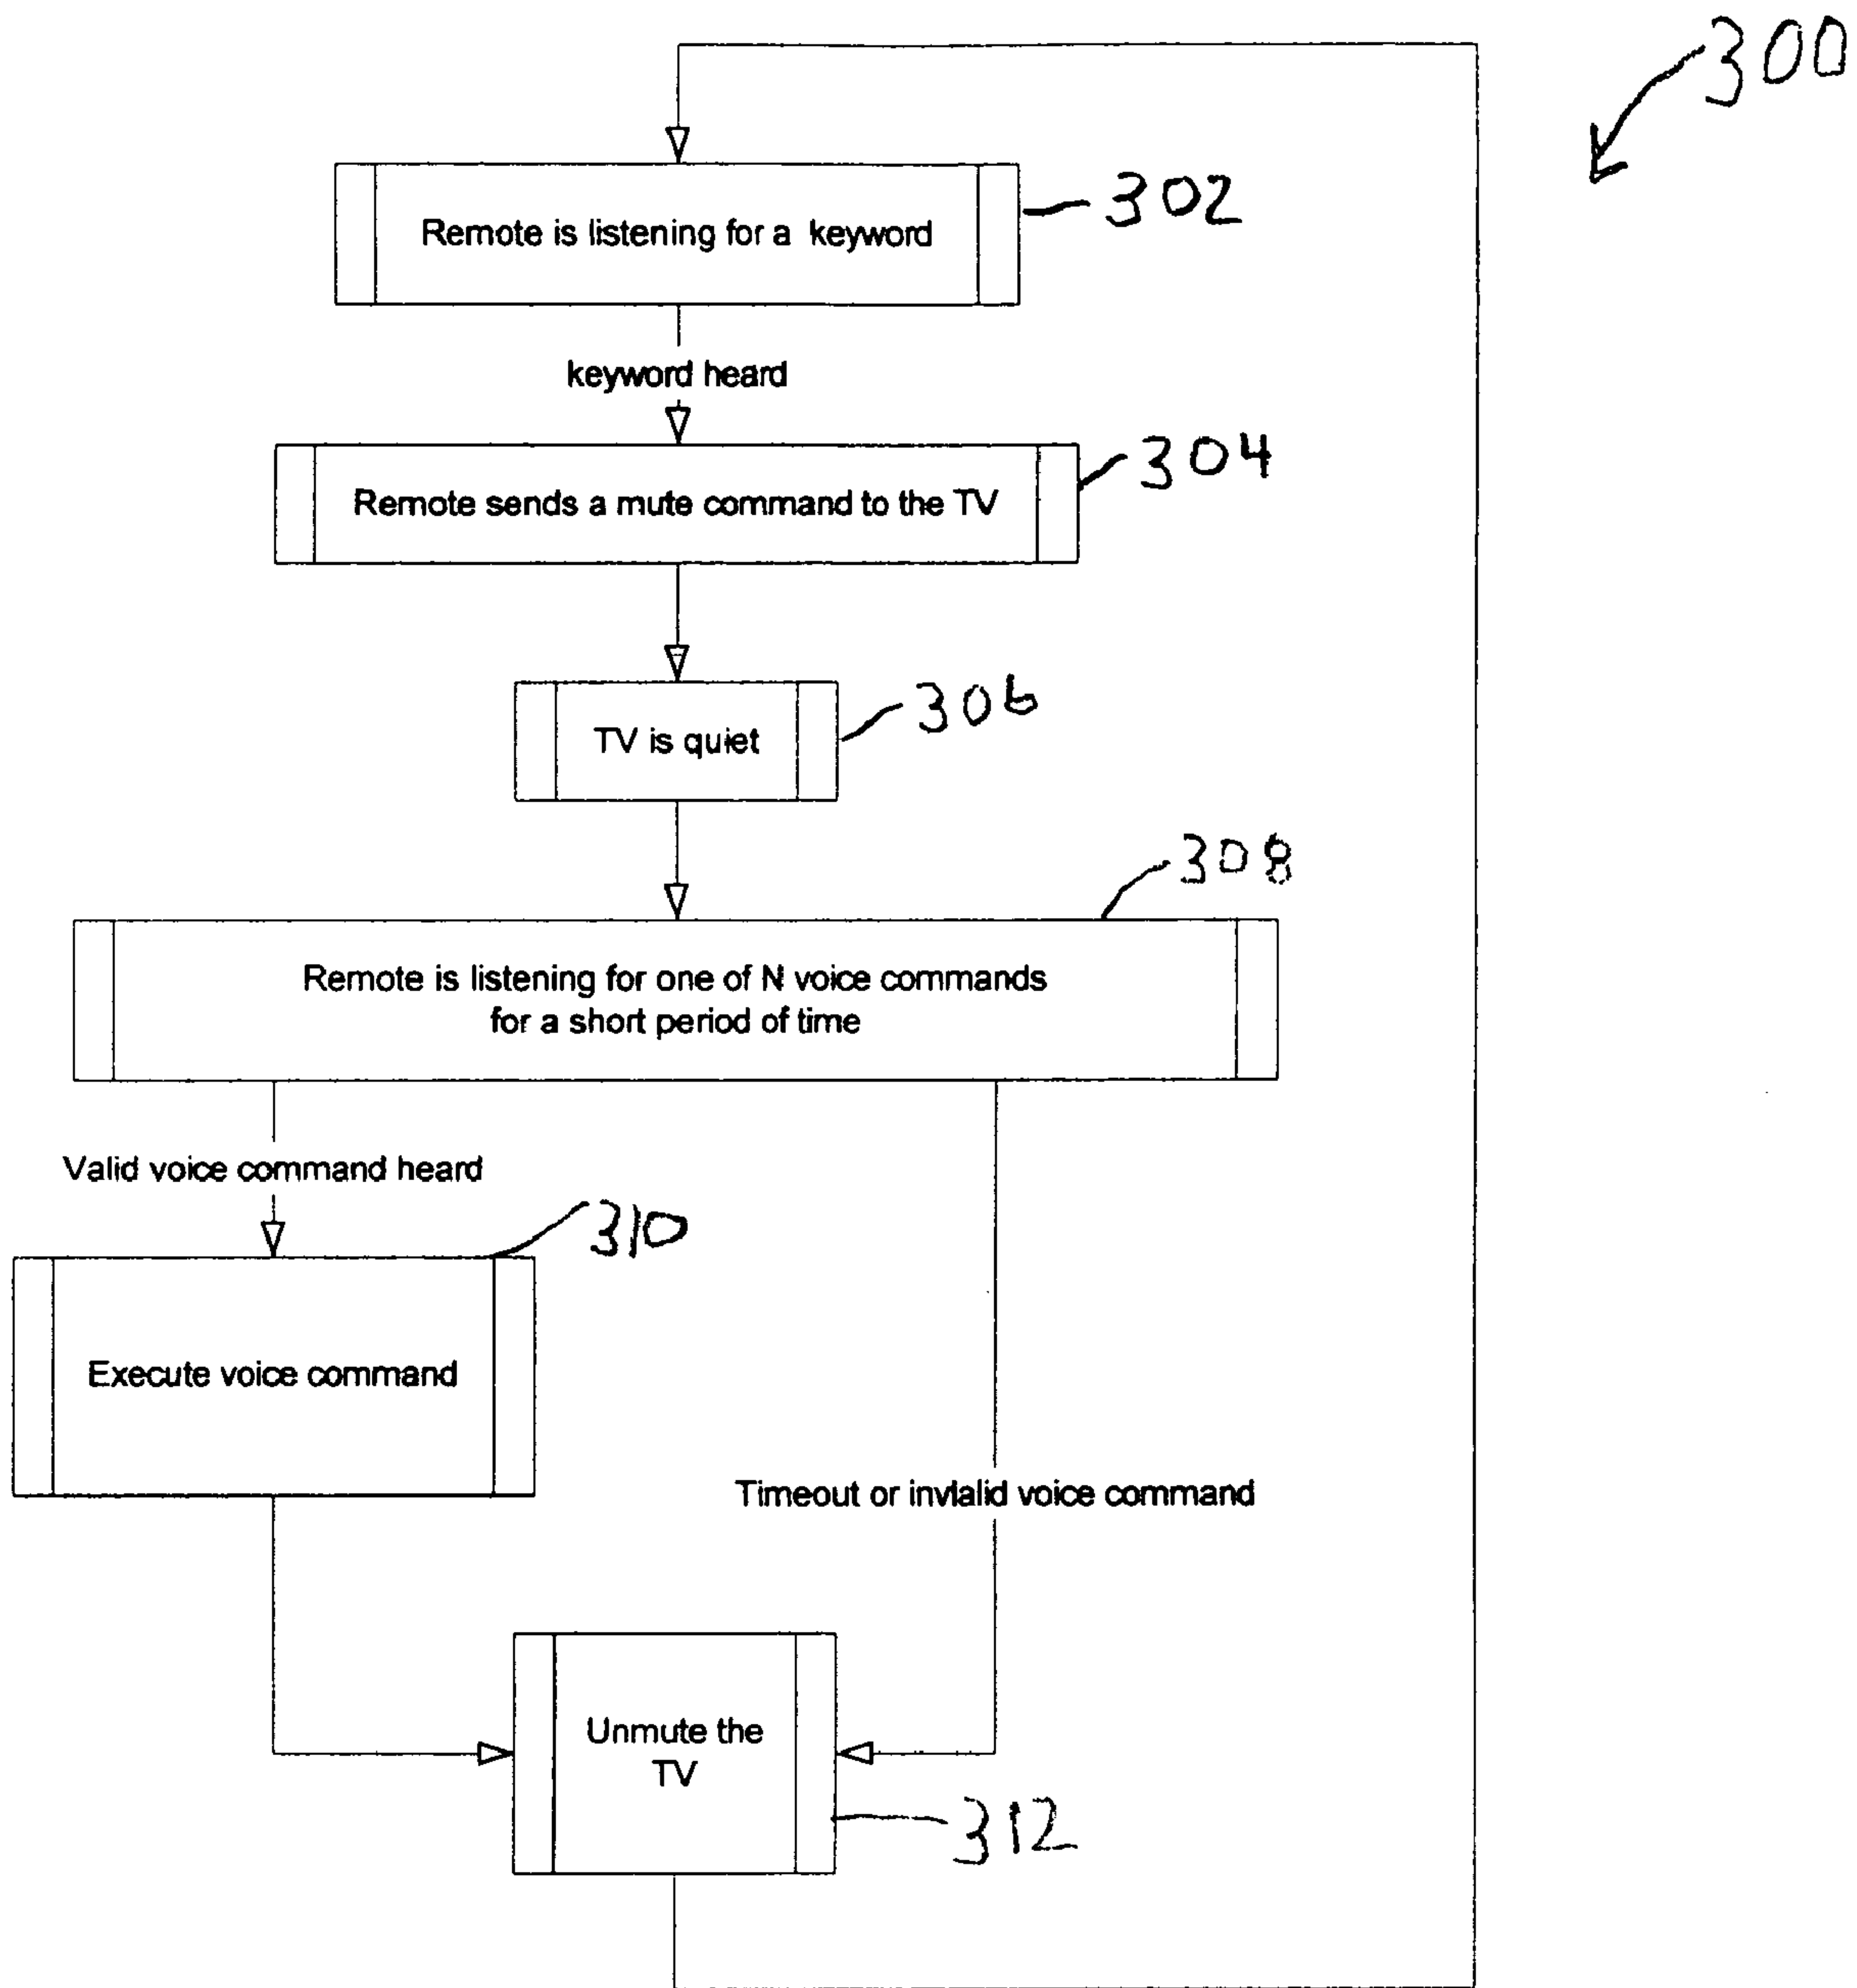 300
Remote is listening for a keyword
302
keyword heard
Remote sends a mute command to the TV
304
TV is quiet
306
308
Remote is listening for one of N voice commands
for a short period of time
Valid voice command heard
310
Execute voice command
Timeout or invlalid voice command
Unmute the
TV
312